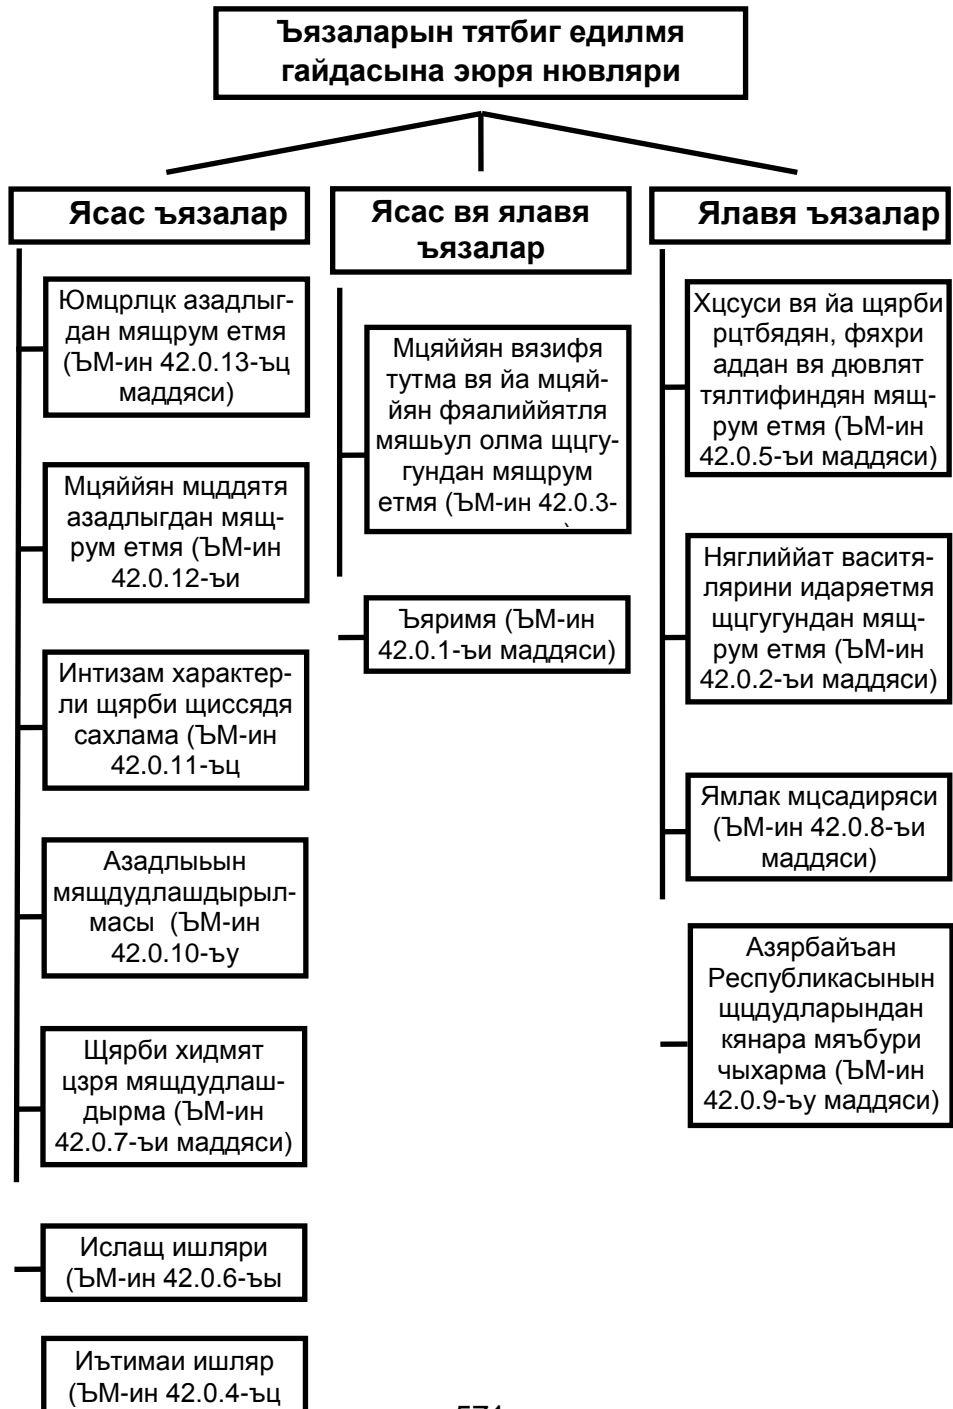 Ъязаларын тятбиг едилмя
гайдасына эюря нювляри
Ясас ъязалар
Юмцрлцк азадлыг-
дан мящрум етмя
(ЪМ-ин 42.0.13-ъц
маддяси)
Мцяййян мцддятя
азадлыгдан мящ-
рум етмя (ЪМ-ин
42.0.12-ъи
Интизам характер-
ли щярби щиссядя
сахлама (ЪМ-ин
42.0.11-ъц
Азадлыьын
мящдудлашдырыл-
масы (ЪМ-ин
42.0.10-ъу
Щярби хидмят
цзря мящдудлаш-
дырма (ЪМ-ин
42.0.7-ъи маддяси)
Ислащ ишляри
(ЪМ-ин 42.0.6-ъы
Иътимаи ишляр
(ЪМ-ин 42.0.4-ъц
Ясас вя ялавя
ъязалар
Мцяййян вязифя
тутма вя йа мцяй-
йян фяалиййятля
мяшьул олма щцгу-
гундан мящрум
етмя (ЪМ-ин 42.0.3-
Ъяримя (ЪМ-ин
42.0.1-ъи маддяси)
Ялавя ъязалар
Хцсуси вя йа щярби
рцтбядян, фяхри
аддан вя дювлят
тялтифиндян мящ-
рум етмя (ЪМ-ин
42.0.5-ъи маддяси)
Няглиййат васитя-
лярини идаряетмя
щцгугундан мящ-
рум етмя (ЪМ-ин
42.0.2-ъи маддяси)
Ямлак мцсадиряси
(ЪМ-ин 42.0.8-ъи
маддяси)
Азярбайъан
Республикасынын
щцдудларындан
кянара мяъбури
чыхарма (ЪМ-ин
42.0.9-ъу маддяси)